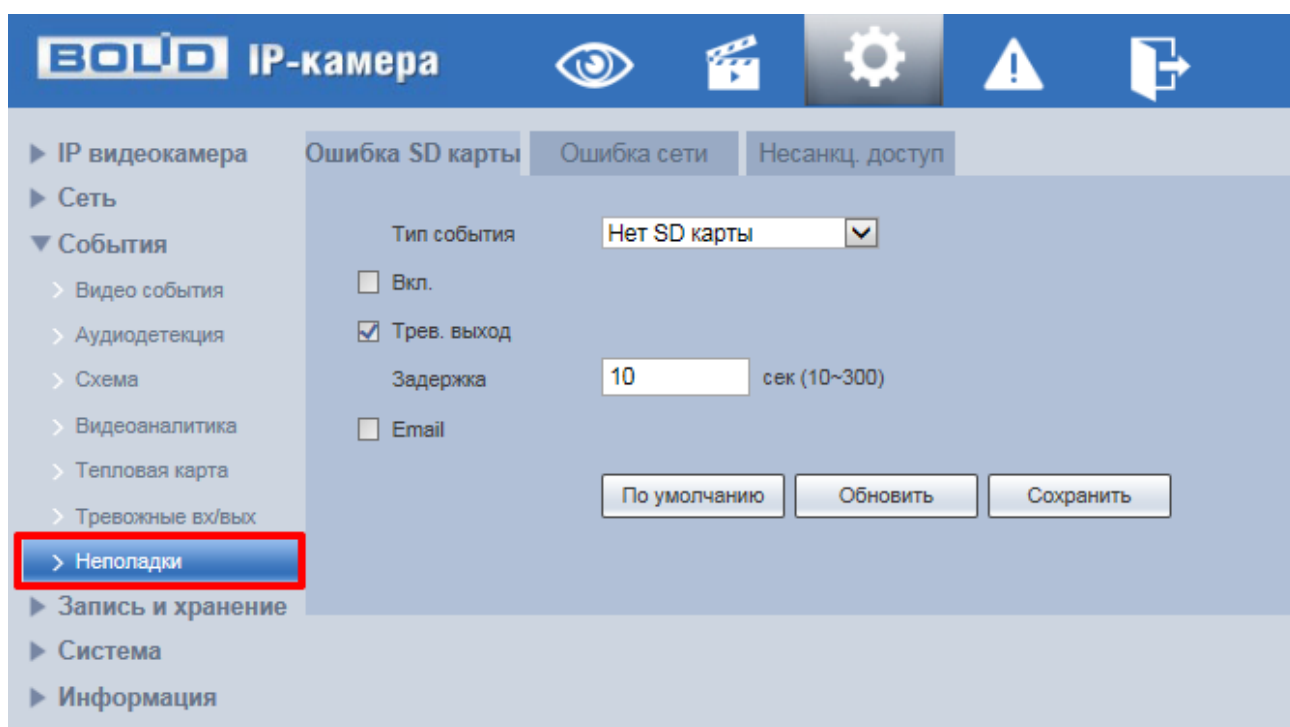 BOLID IP-камера
IP видеокамера
Сеть
События
Видео события
Аудиодетекция
Схема
Видеоаналитика
Тепловая карта
Тревожные вх/вых
Неполадки
Запись и хранение
Система
Информация
Ошибка SD карты Ошибка сети Несанкц. доступ
Тип события Нет SD карты
Вкл.
Трев. выход
Задержка 10 сек (10~300)
Email
По умолчанию Обновить Сохранить